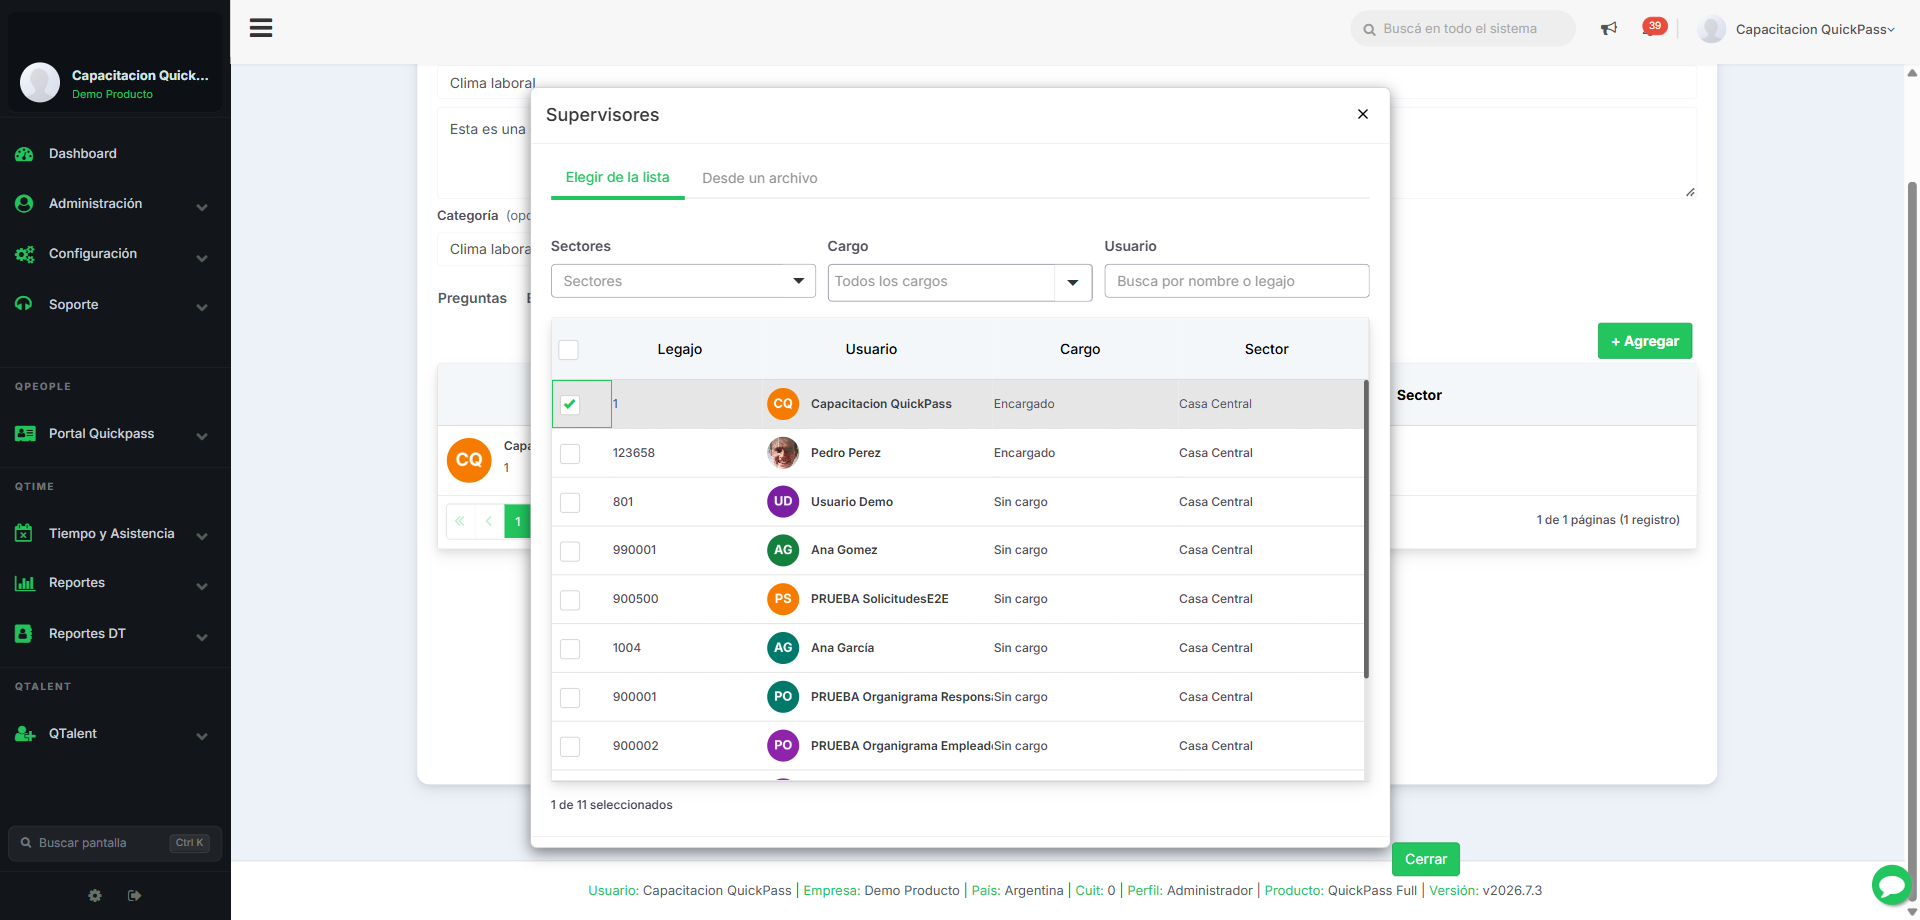 Capacitacion Quick...
Demo Producto
Dashboard
Administración
Configuración
Soporte
QPEOPLE
Portal Quickpass
QTIME
Tiempo y Asistencia
Reportes
Reportes DT
QTALENT
QTalent
Buscar pantalla Ctrl K
Buscá en todo el sistema
39
Capacitacion QuickPass
Clima laboral
Esta es una
Categoría (opc
Clima labora
Preguntas
+ Agregar
Sector
CQ Capa
1
1
1 de 1 páginas (1 registro)
Supervisores
Elegir de la lista Desde un archivo
Sectores Cargo Usuario
Sectores Todos los cargos Busca por nombre o legajo
Legajo Usuario Cargo Sector
1 CQ Capacitacion QuickPass Encargado Casa Central
123658 Pedro Perez Encargado Casa Central
801 UD Usuario Demo Sin cargo Casa Central
990001 AG Ana Gomez Sin cargo Casa Central
900500 PS PRUEBA SolicitudesE2E Sin cargo Casa Central
1004 AG Ana García Sin cargo Casa Central
900001 PO PRUEBA Organigrama Respons Sin cargo Casa Central
900002 PO PRUEBA Organigrama Emplead Sin cargo Casa Central
1 de 11 seleccionados
Cerrar
Usuario: Capacitacion QuickPass | Empresa: Demo Producto | País: Argentina | Cuit: 0 | Perfil: Administrador | Producto: QuickPass Full | Versión: v2026.7.3